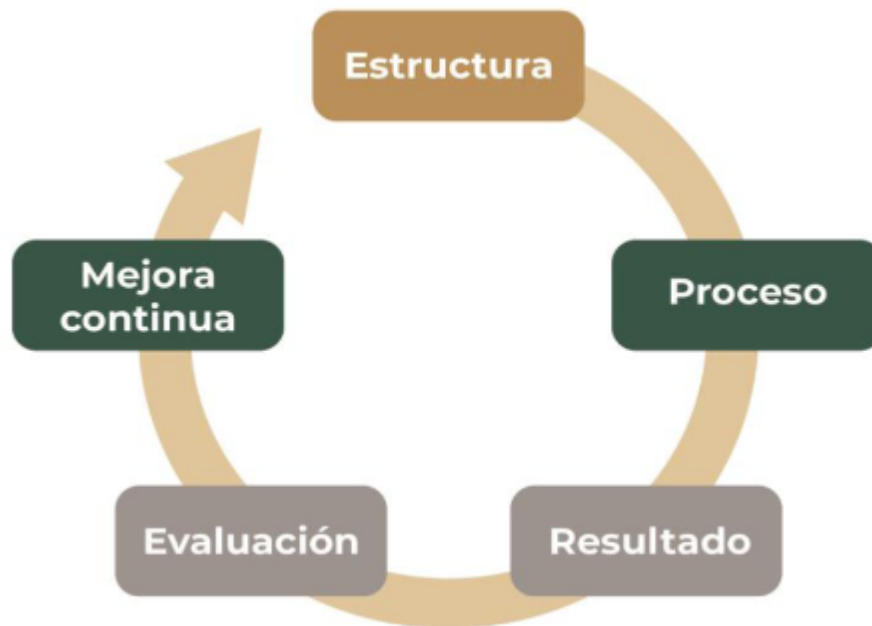 Estructura
Proceso
Resultado
Evaluación
Mejora
continua